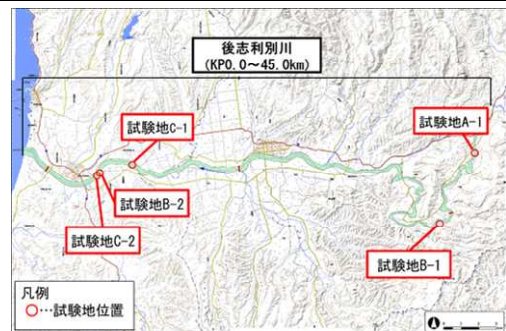 後志利別川
(KP0.0～45.0km)
試験地A-1
試験地C-1
試験地B-2
試験地C-2
試験地B-1
凡例
○…試験地位置